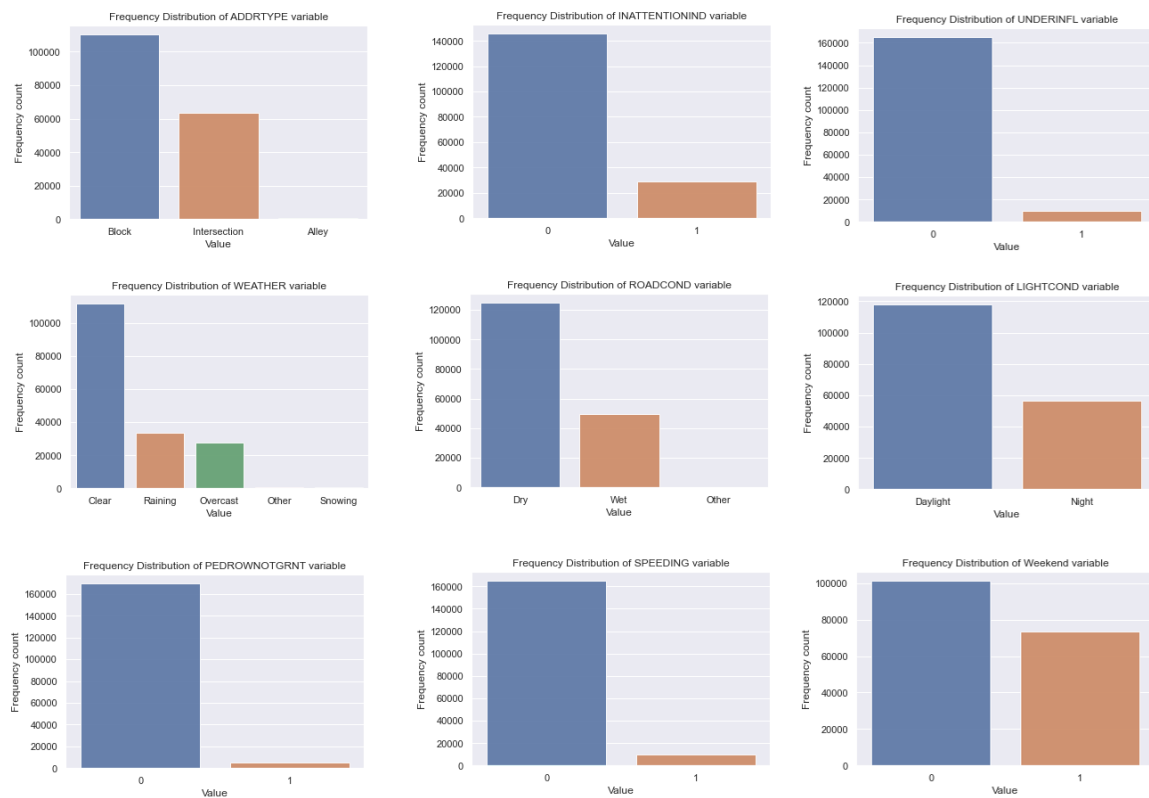 Frequency Distribution of ADDRTYPE variable
Frequency count
100000
80000
60000
40000
20000
0
Block Intersection Alley
Value
Frequency Distribution of INATTENTIONIND variable
Frequency count
140000
120000
100000
80000
60000
40000
20000
0
0 1
Value
Frequency Distribution of UNDERINFL variable
Frequency count
160000
140000
120000
100000
80000
60000
40000
20000
0
0 1
Value
Frequency Distribution of WEATHER variable
Frequency count
100000
80000
60000
40000
20000
0
Clear Raining Overcast Other Snowing
Value
Frequency Distribution of ROADCOND variable
Frequency count
120000
100000
80000
60000
40000
20000
0
Dry Wet Other
Value
Frequency Distribution of LIGHTCOND variable
Frequency count
120000
100000
80000
60000
40000
20000
0
Daylight Night
Value
Frequency Distribution of PEDROWNOTGRNT variable
Frequency count
160000
140000
120000
100000
80000
60000
40000
20000
0
0 1
Value
Frequency Distribution of SPEEDING variable
Frequency count
160000
140000
120000
100000
80000
60000
40000
20000
0
0 1
Value
Frequency Distribution of Weekend variable
Frequency count
100000
80000
60000
40000
20000
0
0 1
Value